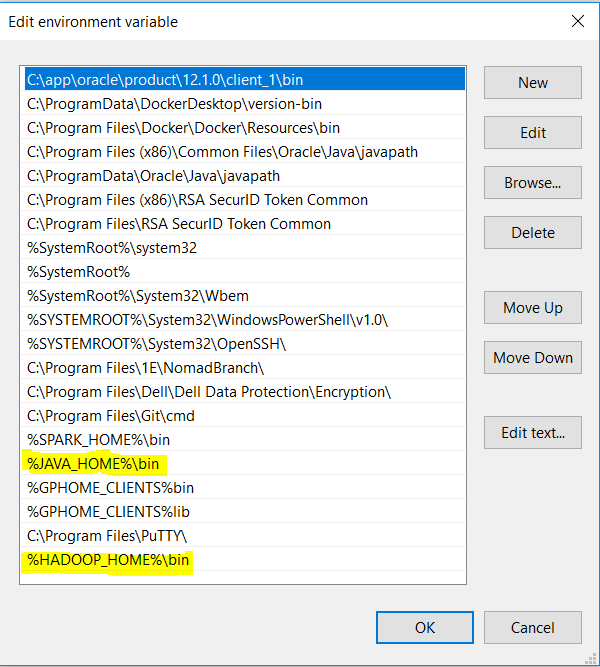 Edit environment variable
C:\app\oracle\product\12.1.0\client_1\bin
C:\ProgramData\DockerDesktop\version-bin
C:\Program Files\Docker\Docker\Resources\bin
C:\Program Files (x86)\Common Files\Oracle\Java\javapath
C:\ProgramData\Oracle\Java\javapath
C:\Program Files (x86)\RSA SecurID Token Common
C:\Program Files\RSA SecurID Token Common
%SystemRoot%\system32
%SystemRoot%
%SystemRoot%\System32\Wbem
%SYSTEMROOT%\System32\WindowsPowerShell\v1.0\
%SYSTEMROOT%\System32\OpenSSH\
C:\Program Files\1E\NomadBranch\
C:\Program Files\Dell\Dell Data Protection\Encryption\
C:\Program Files\Git\cmd
%SPARK_HOME%\bin
%JAVA_HOME%\bin
%GPHOME_CLIENTS%bin
%GPHOME_CLIENTS%lib
C:\Program Files\PuTTY\
%HADOOP_HOME%\bin
New
Edit
Browse...
Delete
Move Up
Move Down
Edit text...
OK
Cancel